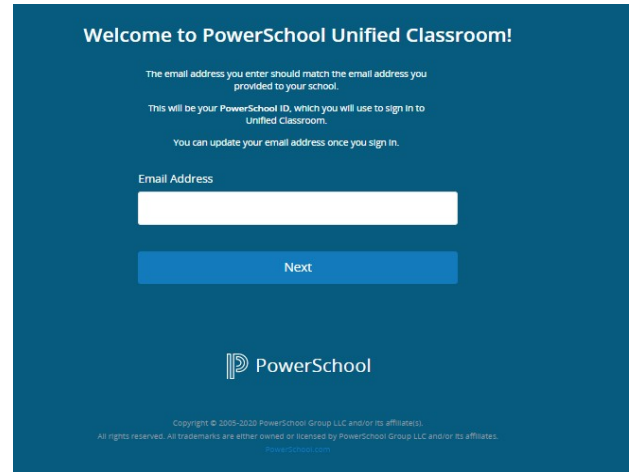 Welcome to PowerSchool Unified Classroom!
The email address you enter should match the email address you
provided to your school.
This will be your PowerSchool ID, which you will use to sign in to
Unified Classroom.
You can update your email address once you sign in.
Email Address
Next
PowerSchool
Copyright © 2005-2020 PowerSchool Group LLC and/or its affiliate(s).
All rights reserved. All trademarks are either owned or licensed by PowerSchool Group LLC and/or its affiliates.
PowerSchool.com